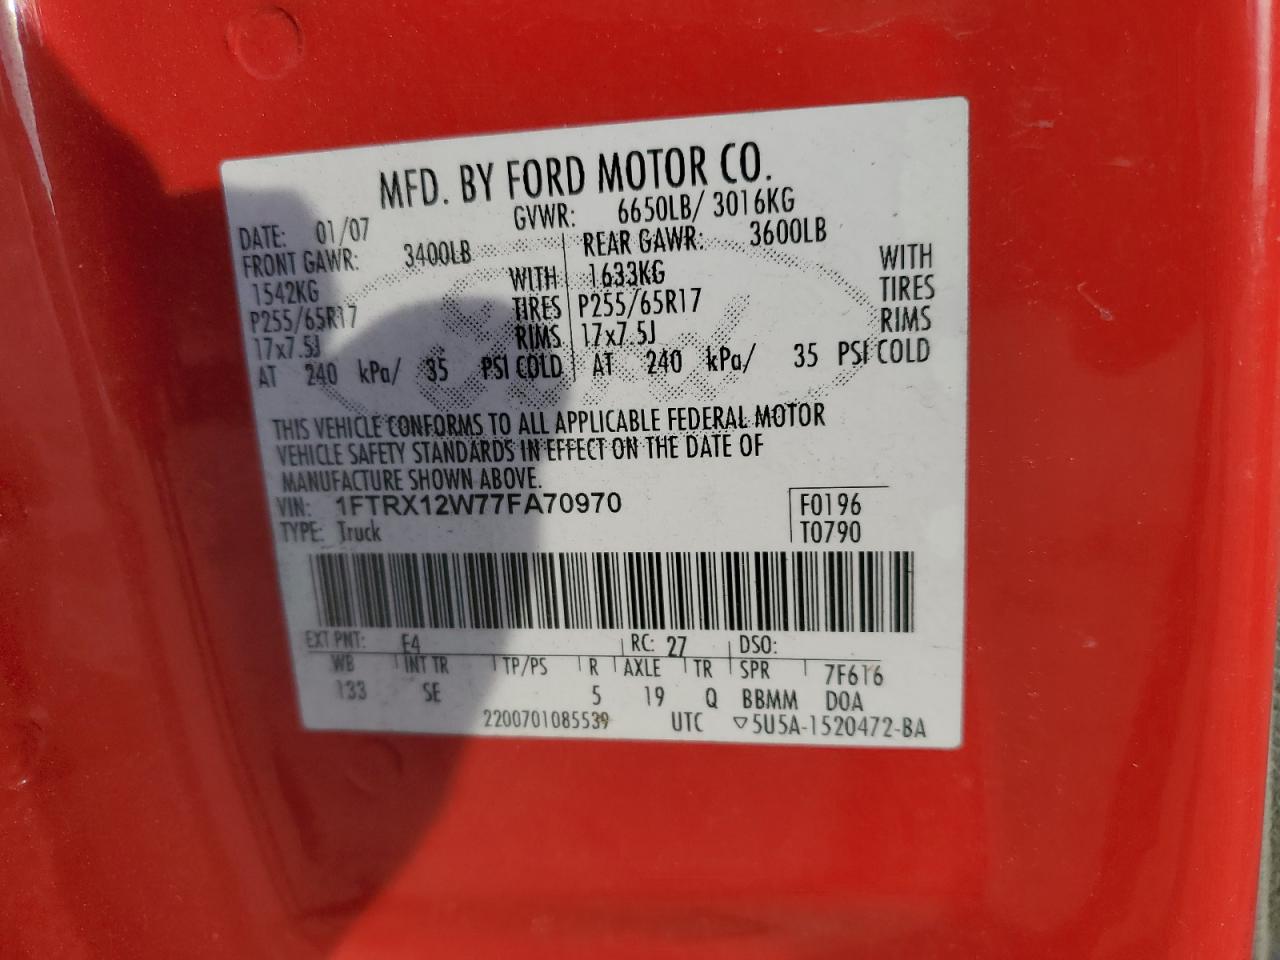 MFD. BY FORD MOTOR CO.
DATE: 01/07 GVWR: 6650LB/ 3016KG
FRONT GAWR: 3400LB REAR GAWR: 3600LB
1542KG WITH 1633KG WITH
P255/65R17 TIRES P255/65R17 TIRES
17x7.5J RIMS 17x7.5J RIMS
AT 240 kPa/ 35 PSI COLD AT 240 kPa/ 35 PSI COLD
THIS VEHICLE CONFORMS TO ALL APPLICABLE FEDERAL MOTOR
VEHICLE SAFETY STANDARDS IN EFFECT ON THE DATE OF
MANUFACTURE SHOWN ABOVE.
VIN: 1FTRX12W77FA70970 F0196
TYPE: Truck T0790
EXT PNT: E4 RC: 27 DSO:
WB INT TR TP/PS R AXLE TR SPR 7F616
133 SE 5 19 Q BBMM DOA
2200701085539 UTC ▽5U5A-1520472-BA